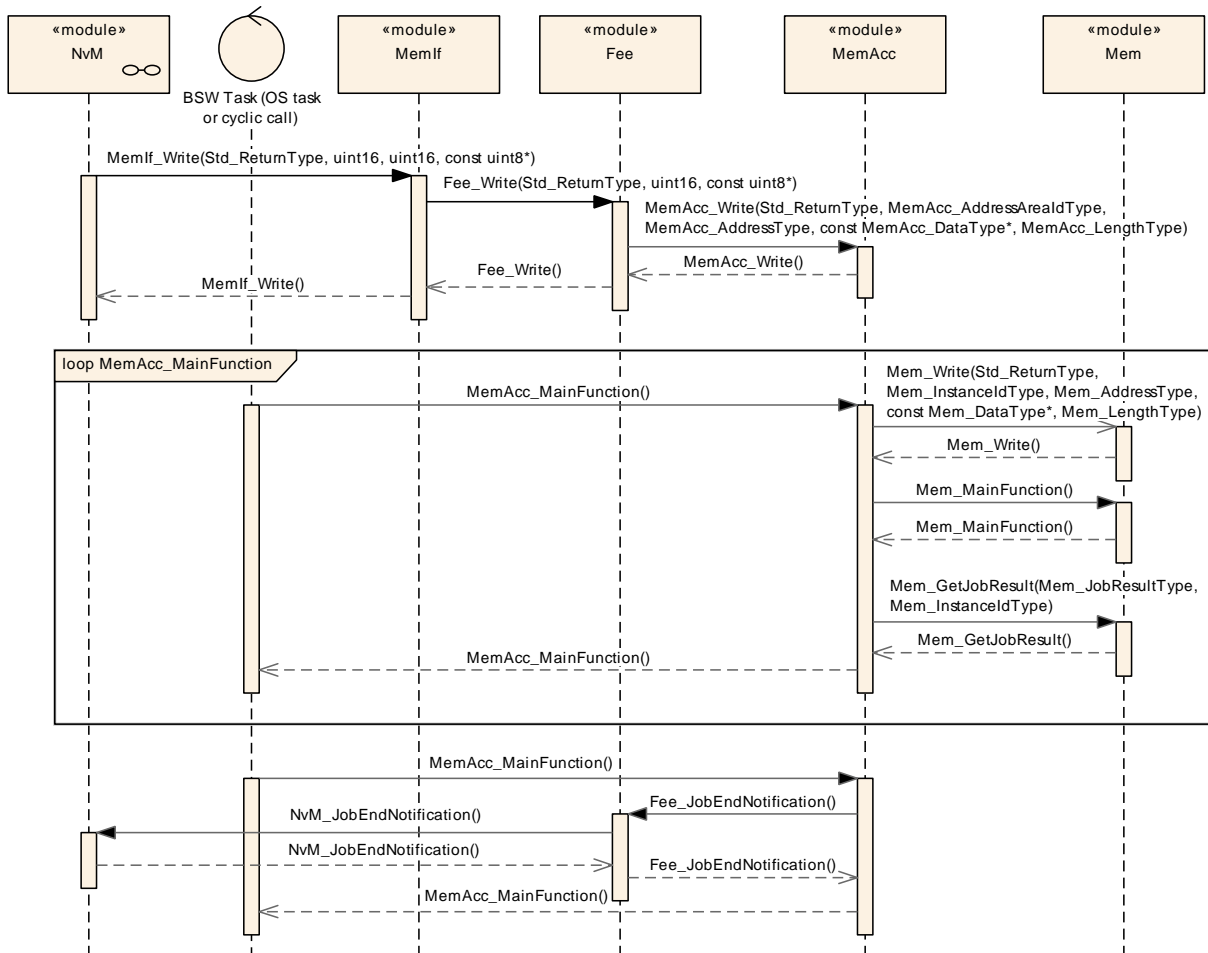 «module»
NvM
BSW Task (OS task
or cyclic call)
«module»
MemIf
«module»
Fee
«module»
MemAcc
«module»
Mem
MemIf_Write(Std_ReturnType, uint16, uint16, const uint8*)
Fee_Write(Std_ReturnType, uint16, const uint8*)
MemAcc_Write(Std_ReturnType, MemAcc_AddressAreaIdType,
MemAcc_AddressType, const MemAcc_DataType*, MemAcc_LengthType)
MemAcc_Write()
Fee_Write()
MemIf_Write()
loop MemAcc_MainFunction
MemAcc_MainFunction()
Mem_Write(Std_ReturnType,
Mem_InstanceIdType, Mem_AddressType,
const Mem_DataType*, Mem_LengthType)
Mem_Write()
Mem_MainFunction()
Mem_MainFunction()
Mem_GetJobResult(Mem_JobResultType,
Mem_InstanceIdType)
Mem_GetJobResult()
MemAcc_MainFunction()
MemAcc_MainFunction()
Fee_JobEndNotification()
NvM_JobEndNotification()
NvM_JobEndNotification()
Fee_JobEndNotification()
MemAcc_MainFunction()